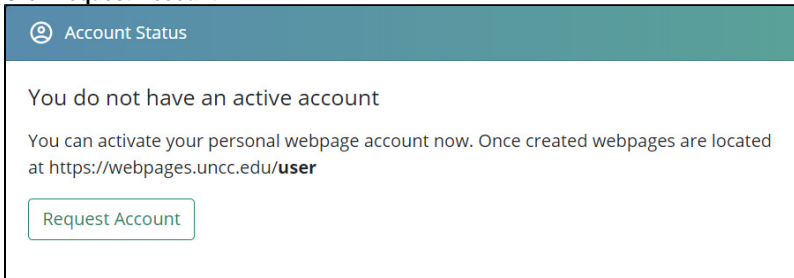 Account Status
You do not have an active account
You can activate your personal webpage account now. Once created webpages are located
at https://webpages.uncc.edu/user
Request Account